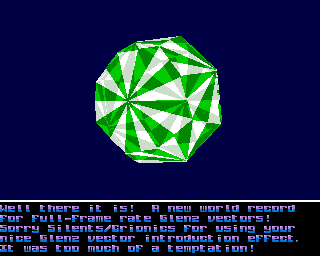 Well there it is!  A new world record
for full-frame rate Glenz vectors!
Sorry Silents/Crionics for using your
nice Glenz vector introduction effect.
It was too much of a temptation!